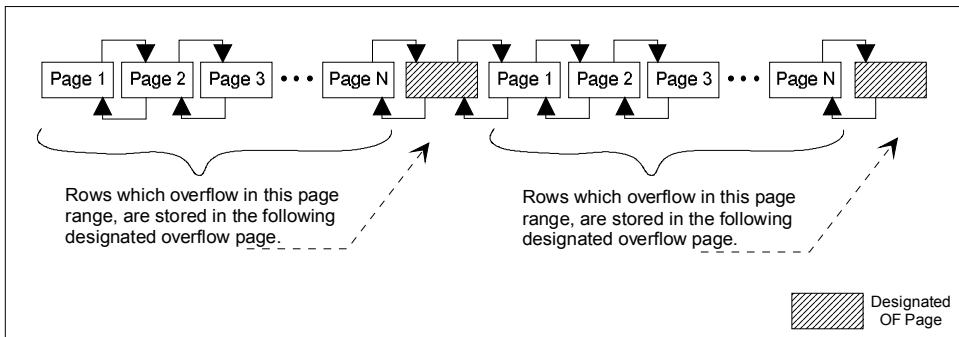 Page 1 Page 2 Page 3 • • • Page N Page 1 Page 2 Page 3 • • • Page N
Rows which overflow in this page
range, are stored in the following
designated overflow page.
Rows which overflow in this page
range, are stored in the following
designated overflow page.
Designated
OF Page